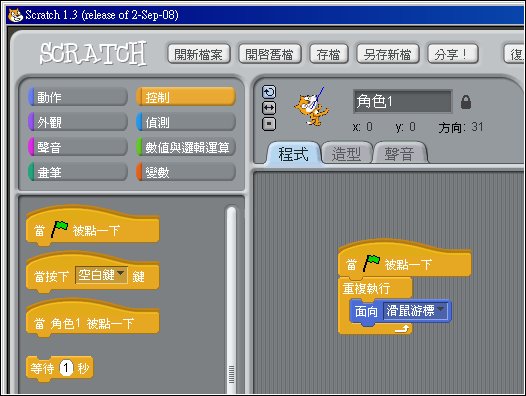 Scratch 1.3 (release of 2-Sep-08)
SCRATCH 開新檔案 開啓舊檔 存檔 另存新檔 分享！ 復
動作 控制
外觀 偵測
聲音 數值與邏輯運算
畫筆 變數
角色1
x: 0 y: 0 方向: 31
程式 造型 聲音
當 被點一下
當按下 空白鍵 鍵
當 角色1 被點一下
等待 1 秒
當 被點一下
重複執行
面向 滑鼠游標